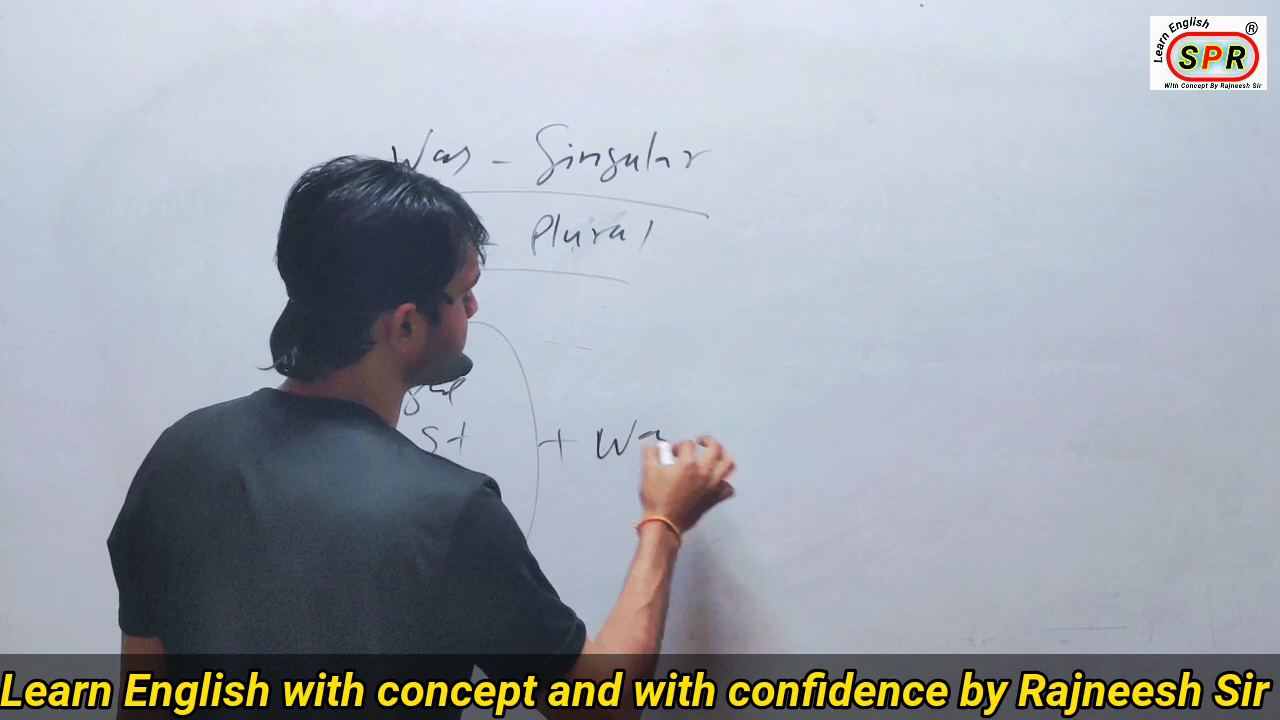 Learn English
®
SPR
With Concept By Rajneesh Sir
Was - Singular
- Plural
st + Wa
Learn English with concept and with confidence by Rajneesh Sir